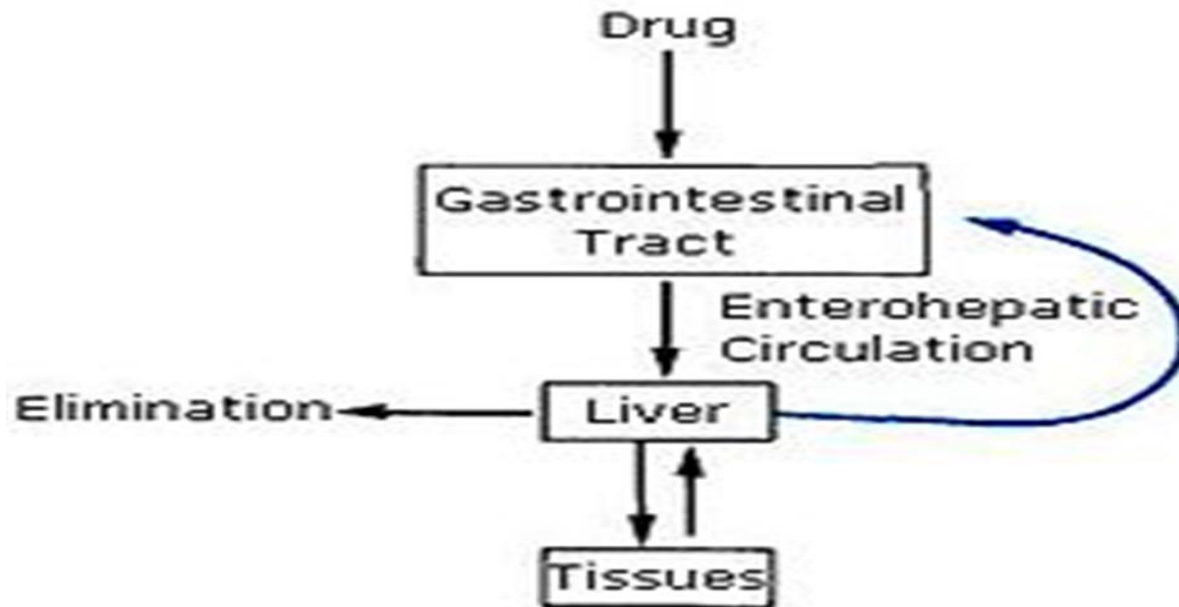 Drug
Gastrointestinal
Tract
Enterohepatic
Circulation
Elimination
Liver
Tissues